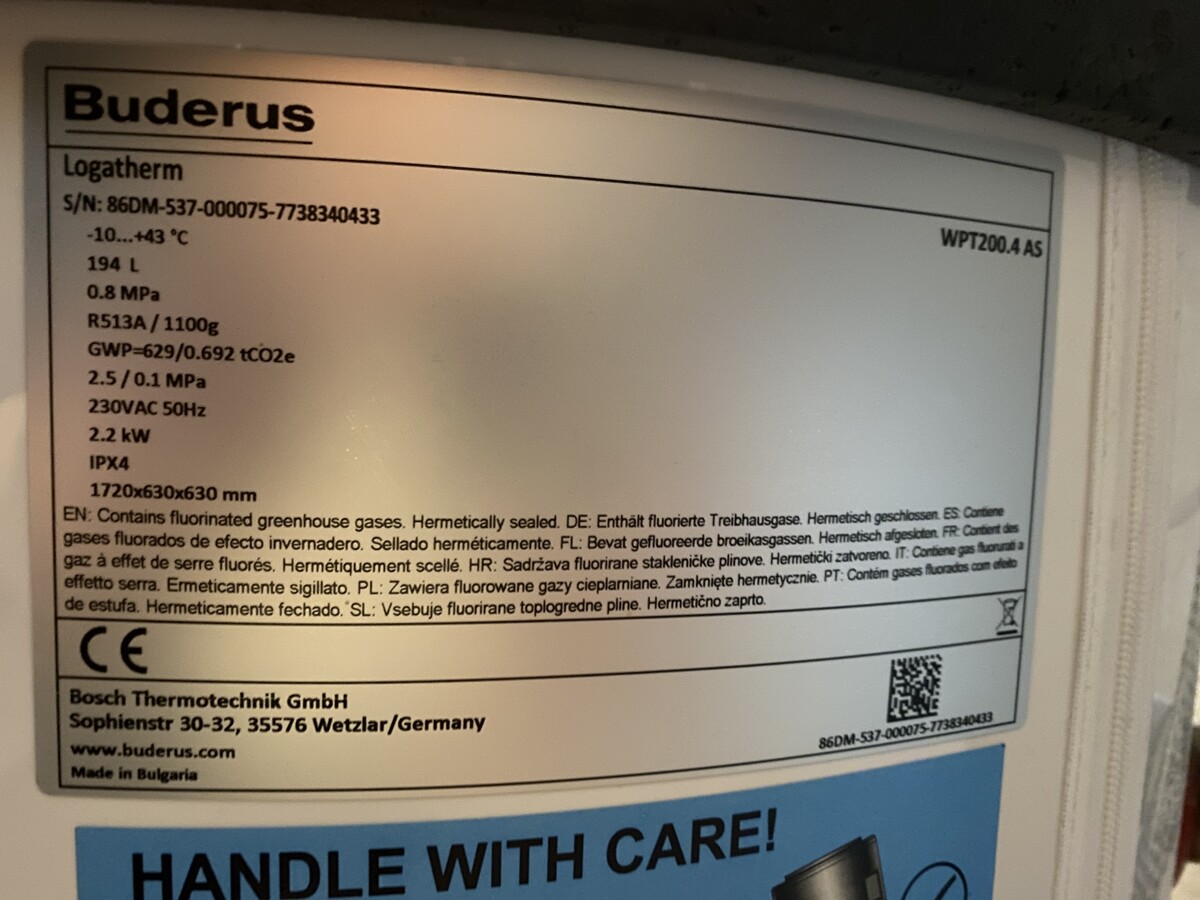 Buderus
Logatherm
S/N: 86DM-537-000075-7738340433
WPT200.4 AS
-10...+43 °C
194 L
0.8 MPa
R513A / 1100g
GWP=629/0.692 tCO2e
2.5 / 0.1 MPa
230VAC 50Hz
2.2 kW
IPX4
1720x630x630 mm
EN: Contains fluorinated greenhouse gases. Hermetically sealed. DE: Enthält fluorierte Treibhausgase. Hermetisch geschlossen. ES: Contiene
gases fluorados de efecto invernadero. Sellado herméticamente. FL: Bevat gefluoreerde broeikasgassen. Hermetisch afgesloten. FR: Contient des
gaz à effet de serre fluorés. Hermétiquement scellé. HR: Sadržava fluorirane stakleničke plinove. Hermetički zatvoreno. IT: Contiene gas fluorurati a
effetto serra. Ermeticamente sigillato. PL: Zawiera fluorowane gazy cieplarniane. Zamknięte hermetycznie. PT: Contém gases fluorados com efeito
de estufa. Hermeticamente fechado. SL: Vsebuje fluorirane toplogredne pline. Hermetično zaprto.
CE
Bosch Thermotechnik GmbH
Sophienstr 30-32, 35576 Wetzlar/Germany
www.buderus.com
Made in Bulgaria
86DM-537-000075-7738340433
HANDLE WITH CARE!